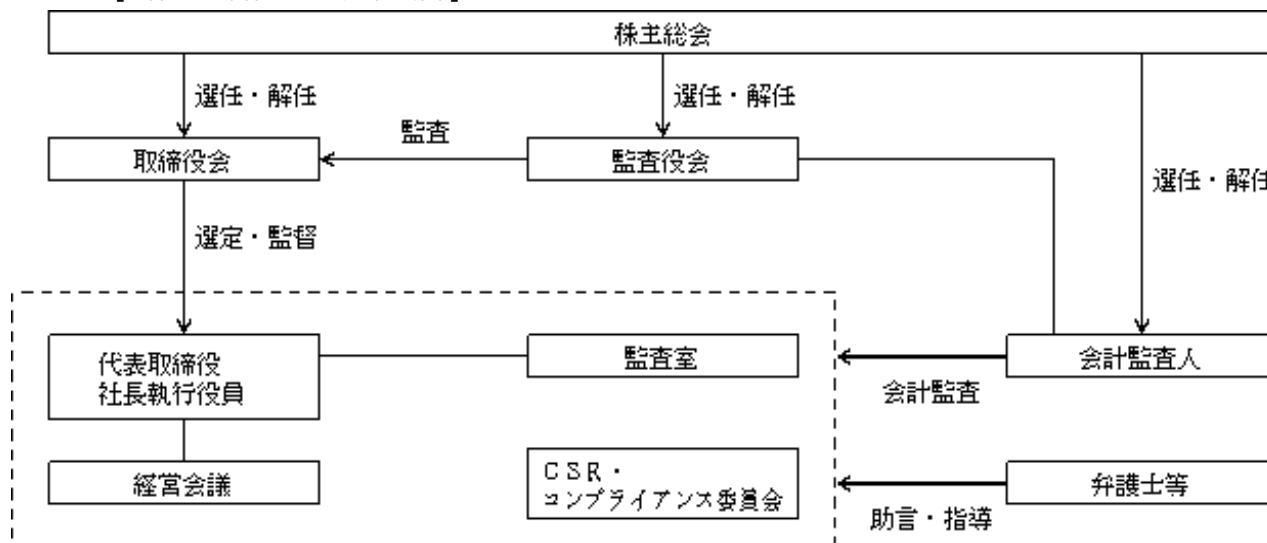 株主総会
選任・解任
選任・解任
監査
取締役会
監査役会
選任・解任
選定・監督
代表取締役
社長執行役員
監査室
会計監査人
会計監査
経営会議
ＣＳＲ・
コンプライアンス委員会
弁護士等
助言・指導